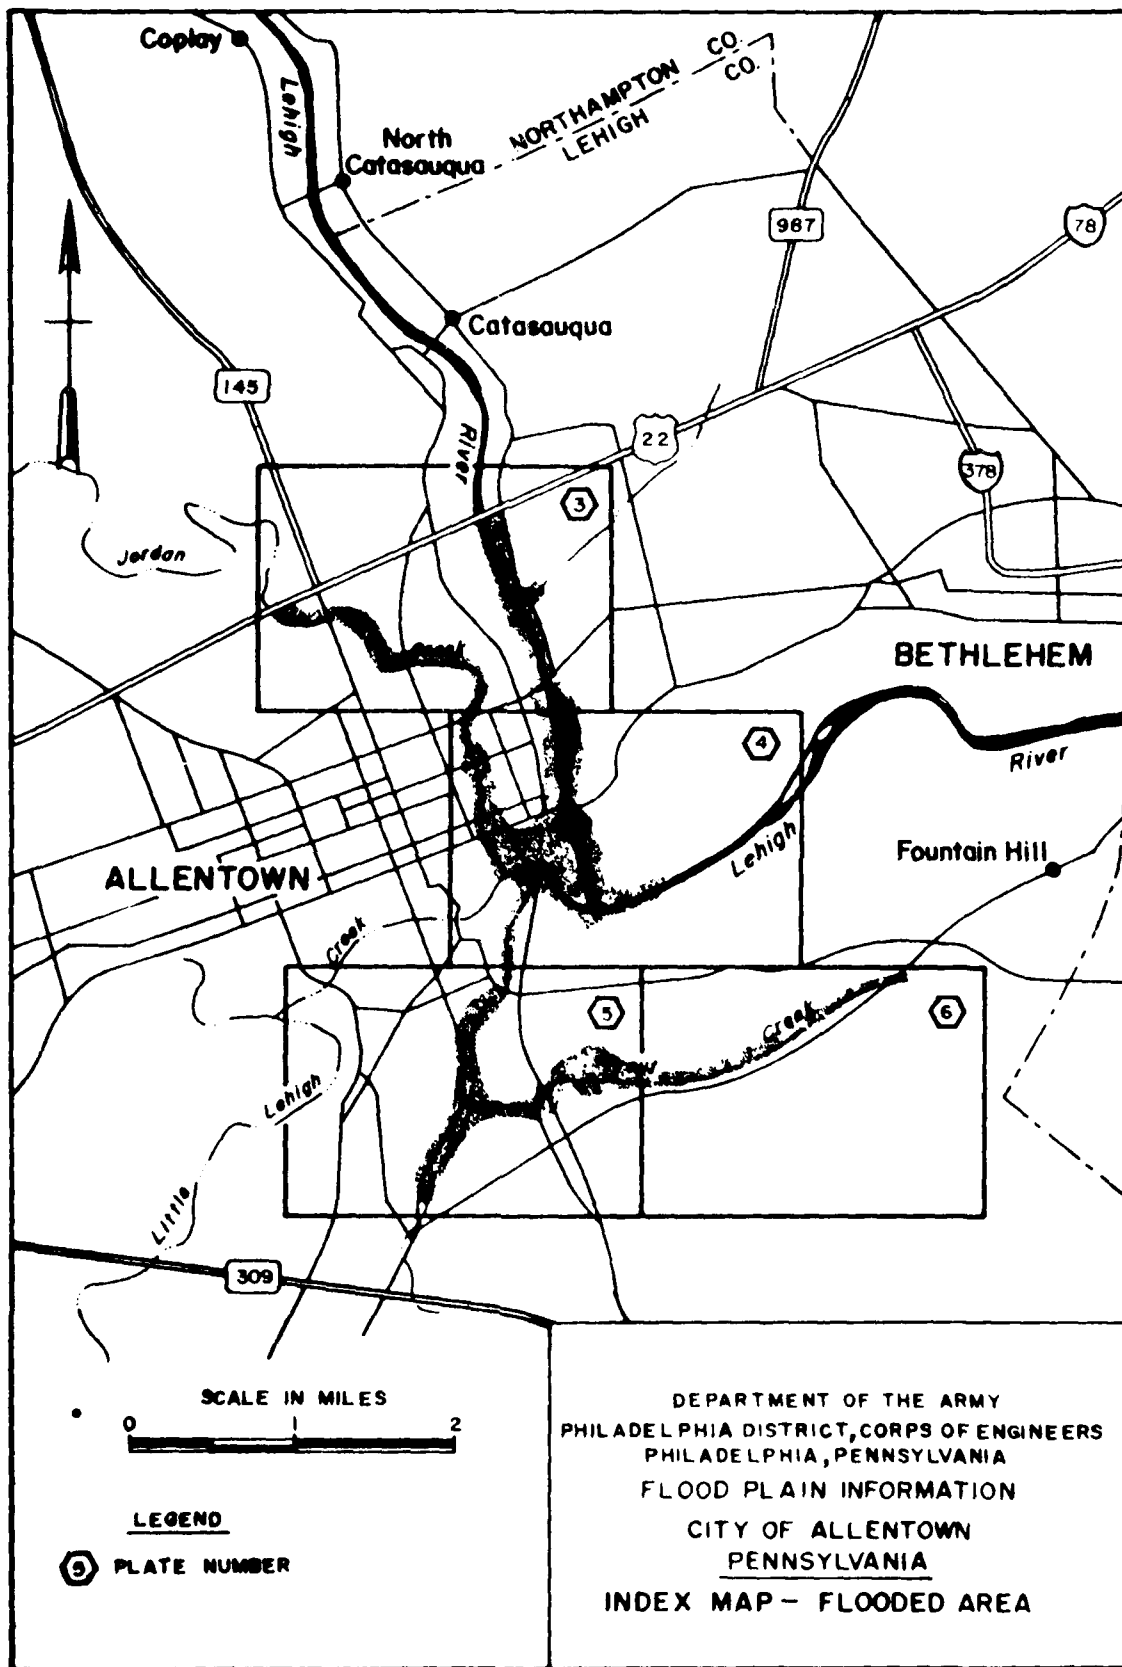 Coplay
Lehigh
North
Catasauqua
NORTHAMPTON CO.
LEHIGH CO.
987
78
Catasauqua
145
River
22
378
3
Jordan
Creek
BETHLEHEM
4
River
Lehigh
Fountain Hill
ALLENTOWN
Creek
5
Creek
6
Lehigh
Little
309
SCALE IN MILES
0 1 2
LEGEND
5 PLATE NUMBER
DEPARTMENT OF THE ARMY
PHILADELPHIA DISTRICT, CORPS OF ENGINEERS
PHILADELPHIA, PENNSYLVANIA
FLOOD PLAIN INFORMATION
CITY OF ALLENTOWN
PENNSYLVANIA
INDEX MAP - FLOODED AREA